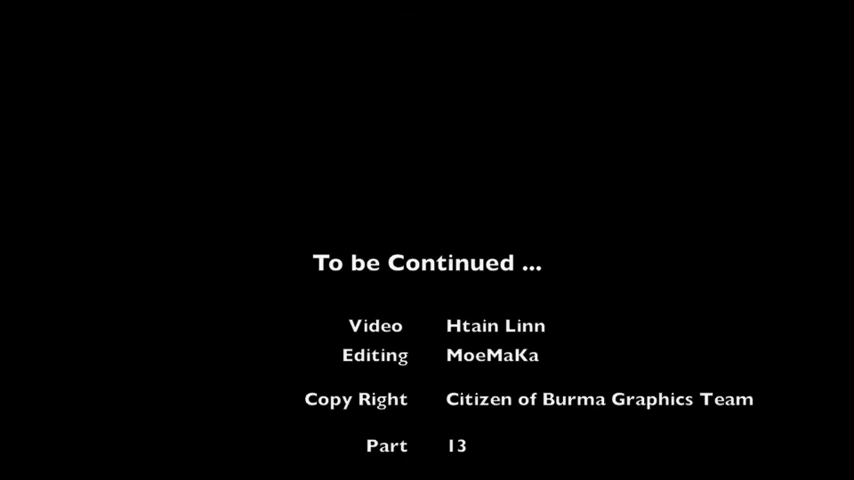 To be Continued ...
Video Htain Linn
Editing MoeMaKa
Copy Right Citizen of Burma Graphics Team
Part 13